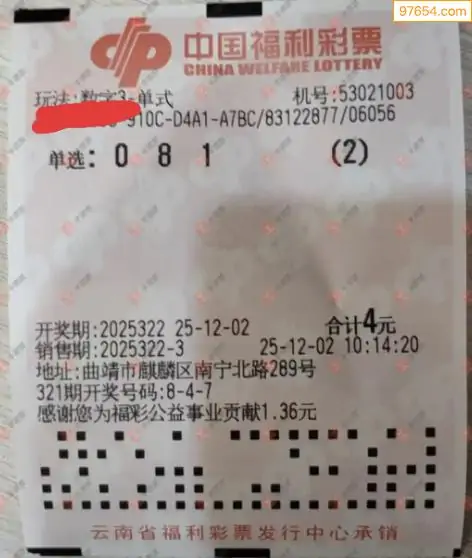 97654.com
中国福利彩票
CHINA WELFARE LOTTERY
玩法:数字3-单式 机号:53021003
910C-D4A1-A7BC/83122877/06056
单选: 0 8 1 (2)
开奖期:2025322 25-12-02 合计4元
销售期:2025322-3 25-12-02 10:14:20
地址:曲靖市麒麟区南宁北路289号
321期开奖号码:8-4-7
感谢您为福彩公益事业贡献1.36元
云南省福利彩票发行中心承销